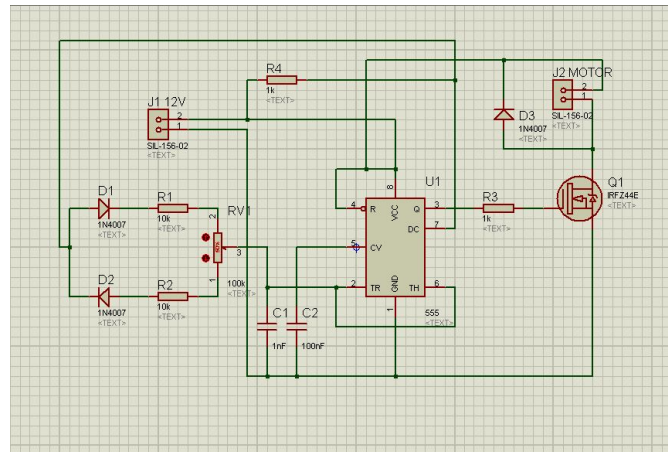 R4
1k
<TEXT>
J2 MOTOR
2
1
SIL-156-02
<TEXT>
J1 12V
2
1
SIL-156-02
<TEXT>
D3
1N4007
<TEXT>
U1
8
VCC
4
R
Q
3
DC
7
5
CV
2
TR
GND
TH
6
1
555
<TEXT>
R3
1k
<TEXT>
Q1
IRFZ44E
<TEXT>
D1
1N4007
<TEXT>
R1
10k
<TEXT>
RV1
2
3
1
100k
<TEXT>
D2
1N4007
<TEXT>
R2
10k
<TEXT>
C1
1nF
<TEXT>
C2
100nF
<TEXT>